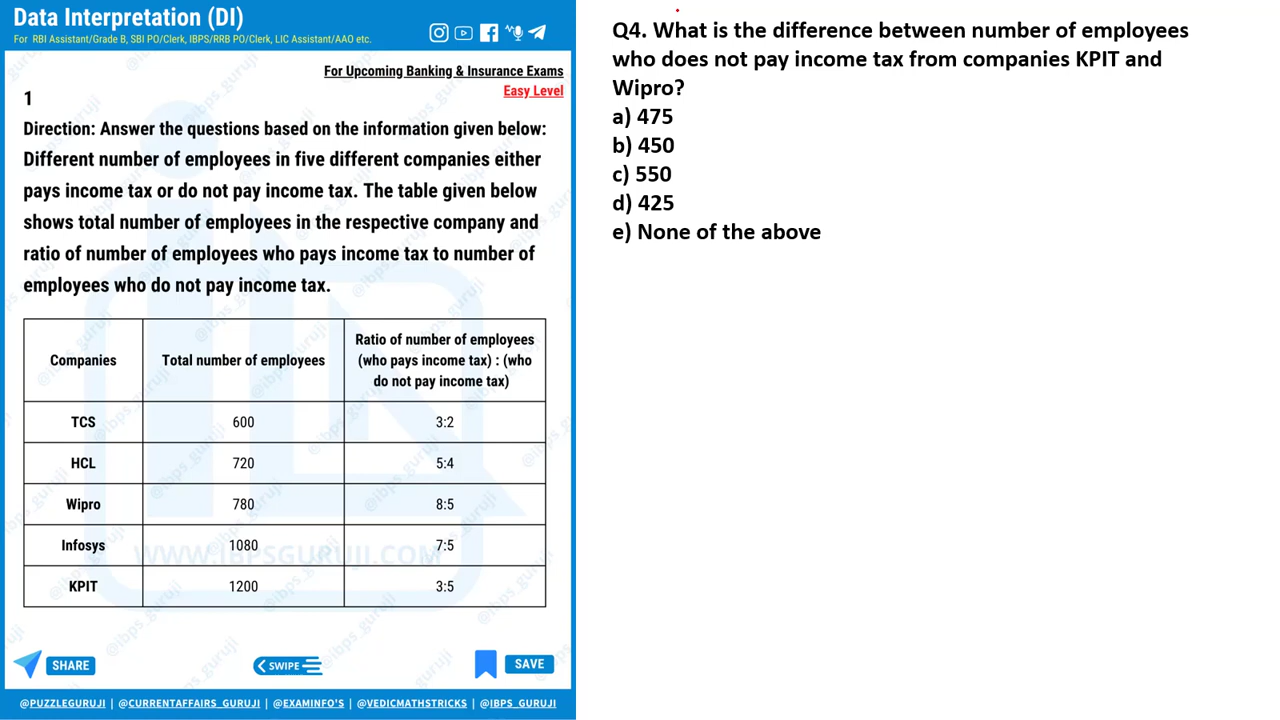 Data Interpretation (DI)
For RBI Assistant/Grade B, SBI PO/Clerk, IBPS/RRB PO/Clerk, LIC Assistant/AAO etc.
For Upcoming Banking & Insurance Exams
Easy Level
1
Direction: Answer the questions based on the information given below:
Different number of employees in five different companies either
pays income tax or do not pay income tax. The table given below
shows total number of employees in the respective company and
ratio of number of employees who pays income tax to number of
employees who do not pay income tax.
Companies Total number of employees Ratio of number of employees
(who pays income tax) : (who
do not pay income tax)
TCS 600 3:2
HCL 720 5:4
Wipro 780 8:5
Infosys 1080 7:5
KPIT 1200 3:5
WWW.IBPSGURUJI.COM
@ibps_guruji
SHARE SWIPE SAVE
@PUZZLEGURUJI | @CURRENTAFFAIRS_GURUJI | @EXAMINFO'S | @VEDICMATHSTRICKS | @IBPS_GURUJI
Q4. What is the difference between number of employees
who does not pay income tax from companies KPIT and
Wipro?
a) 475
b) 450
c) 550
d) 425
e) None of the above